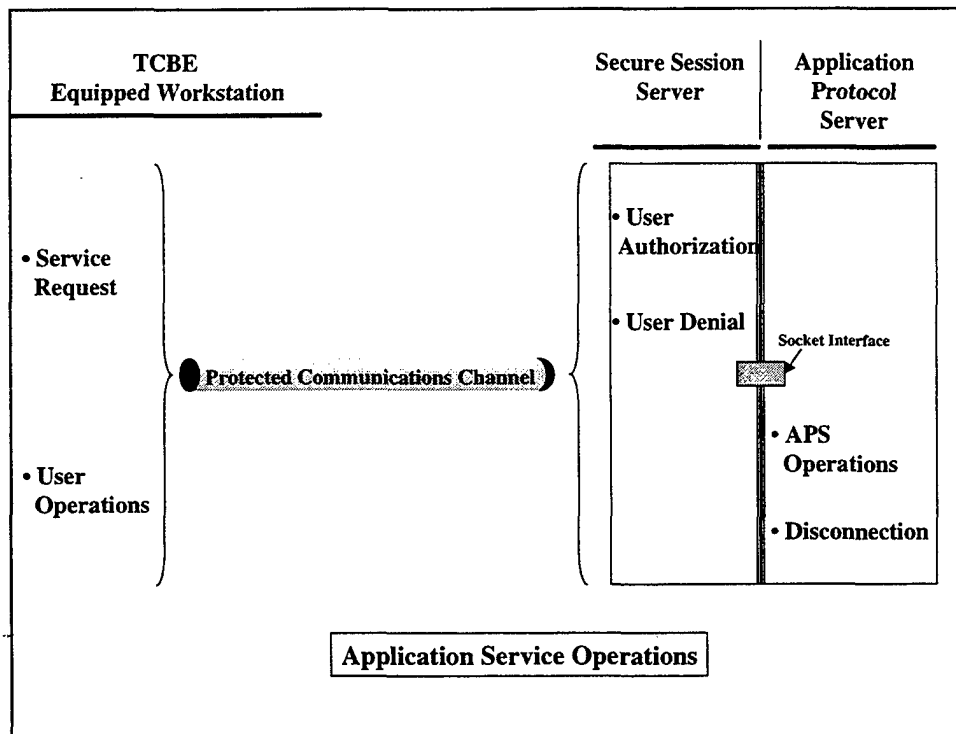 TCBE
Equipped Workstation
Secure Session
Server
Application
Protocol
Server
• Service
Request
• User
Operations
Protected Communications Channel
• User
Authorization
• User Denial
Socket Interface
• APS
Operations
• Disconnection
Application Service Operations